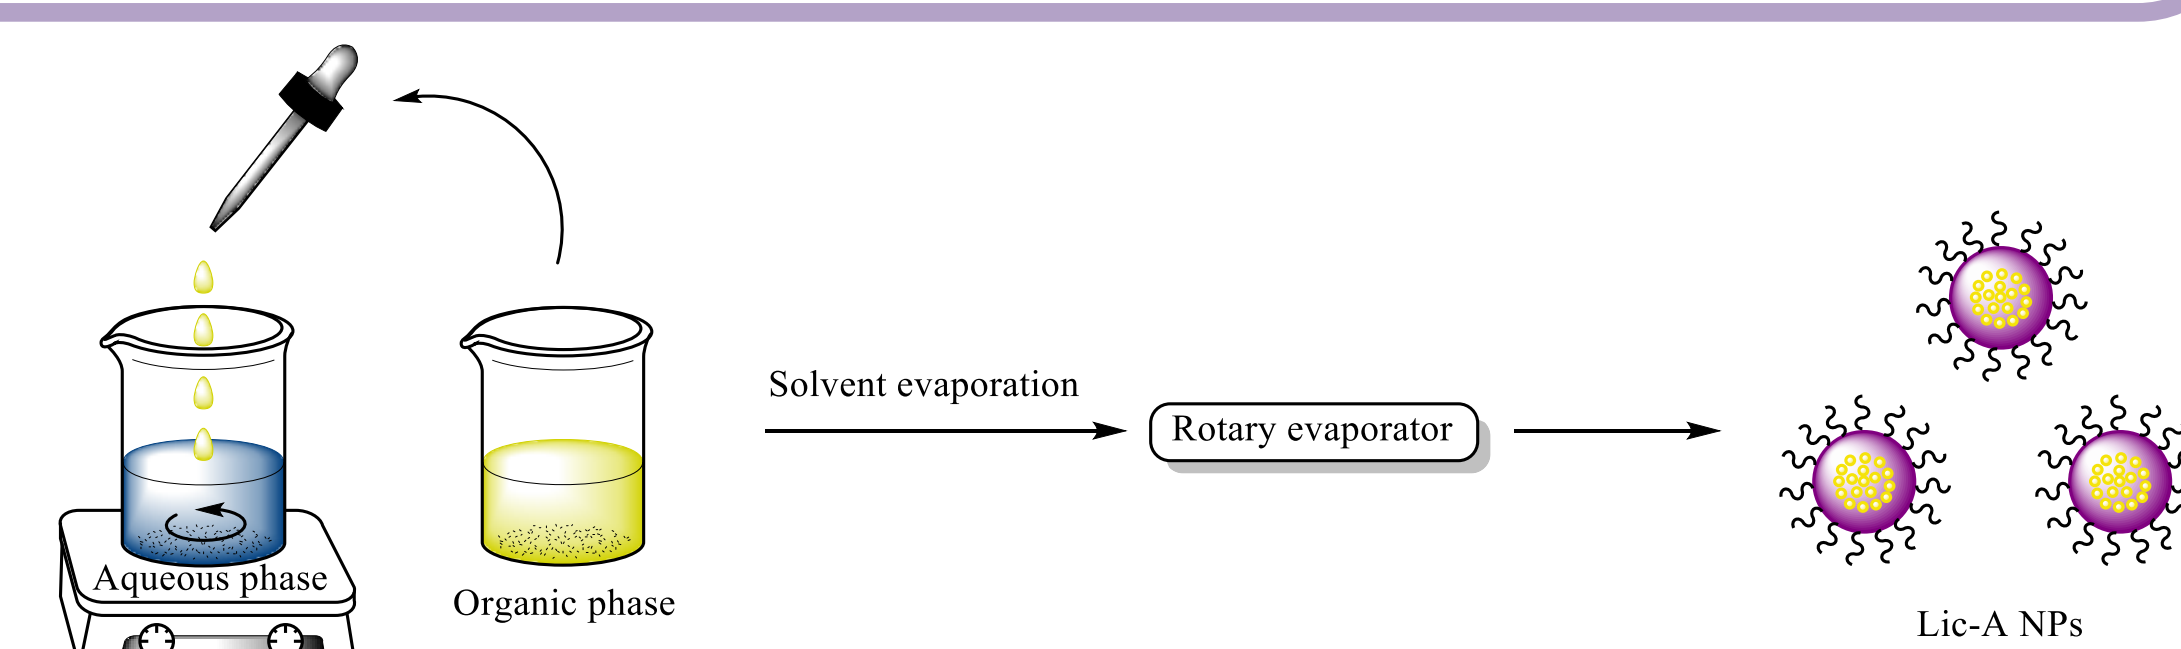 Solvent evaporation
Rotary evaporator
Aqueous phase
Organic phase
Lic-A NPs